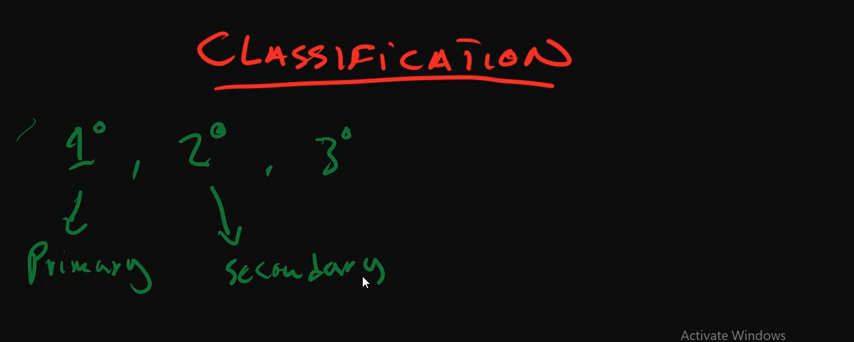 CLASSIFICATION
1°, 2°, 3°
Primary secondary
Activate Windows